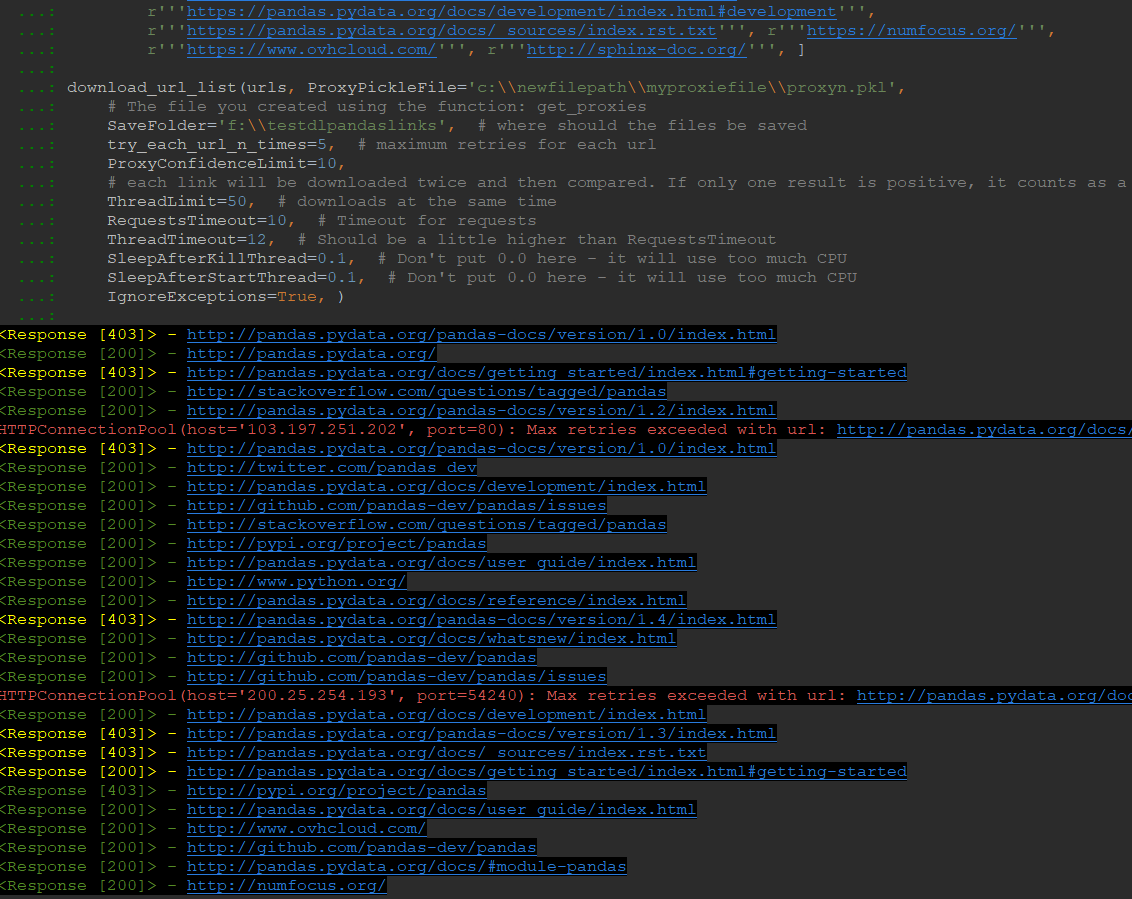 ...:         r'''https://pandas.pydata.org/docs/development/index.html#development''',
...:         r'''https://pandas.pydata.org/docs/_sources/index.rst.txt''', r'''https://numfocus.org/''',
...:         r'''https://www.ovhcloud.com/''', r'''http://sphinx-doc.org/''', ]
...:
...: download_url_list(urls, ProxyPickleFile='c:\\newfilepath\\myproxiefile\\proxyn.pkl',
...:     # The file you created using the function: get_proxies
...:     SaveFolder='f:\\testdlpandaslinks',  # where should the files be saved
...:     try_each_url_n_times=5,  # maximum retries for each url
...:     ProxyConfidenceLimit=10,
...:     # each link will be downloaded twice and then compared. If only one result is positive, it counts as a
...:     ThreadLimit=50,  # downloads at the same time
...:     RequestsTimeout=10,  # Timeout for requests
...:     ThreadTimeout=12,  # Should be a little higher than RequestsTimeout
...:     SleepAfterKillThread=0.1,  # Don't put 0.0 here - it will use too much CPU
...:     SleepAfterStartThread=0.1,  # Don't put 0.0 here - it will use too much CPU
...:     IgnoreExceptions=True, )
...:
<Response [403]> - http://pandas.pydata.org/pandas-docs/version/1.0/index.html
<Response [200]> - http://pandas.pydata.org/
<Response [403]> - http://pandas.pydata.org/docs/getting_started/index.html#getting-started
<Response [200]> - http://stackoverflow.com/questions/tagged/pandas
<Response [200]> - http://pandas.pydata.org/pandas-docs/version/1.2/index.html
HTTPConnectionPool(host='103.197.251.202', port=80): Max retries exceeded with url: http://pandas.pydata.org/docs/
<Response [403]> - http://pandas.pydata.org/pandas-docs/version/1.0/index.html
<Response [200]> - http://twitter.com/pandas_dev
<Response [200]> - http://pandas.pydata.org/docs/development/index.html
<Response [200]> - http://github.com/pandas-dev/pandas/issues
<Response [200]> - http://stackoverflow.com/questions/tagged/pandas
<Response [200]> - http://pypi.org/project/pandas
<Response [200]> - http://pandas.pydata.org/docs/user_guide/index.html
<Response [200]> - http://www.python.org/
<Response [200]> - http://pandas.pydata.org/docs/reference/index.html
<Response [403]> - http://pandas.pydata.org/pandas-docs/version/1.4/index.html
<Response [200]> - http://pandas.pydata.org/docs/whatsnew/index.html
<Response [200]> - http://github.com/pandas-dev/pandas
<Response [200]> - http://github.com/pandas-dev/pandas/issues
HTTPConnectionPool(host='200.25.254.193', port=54240): Max retries exceeded with url: http://pandas.pydata.org/doc
<Response [200]> - http://pandas.pydata.org/docs/development/index.html
<Response [403]> - http://pandas.pydata.org/pandas-docs/version/1.3/index.html
<Response [403]> - http://pandas.pydata.org/docs/_sources/index.rst.txt
<Response [200]> - http://pandas.pydata.org/docs/getting_started/index.html#getting-started
<Response [403]> - http://pypi.org/project/pandas
<Response [200]> - http://pandas.pydata.org/docs/user_guide/index.html
<Response [200]> - http://www.ovhcloud.com/
<Response [200]> - http://github.com/pandas-dev/pandas
<Response [200]> - http://pandas.pydata.org/docs/#module-pandas
<Response [200]> - http://numfocus.org/